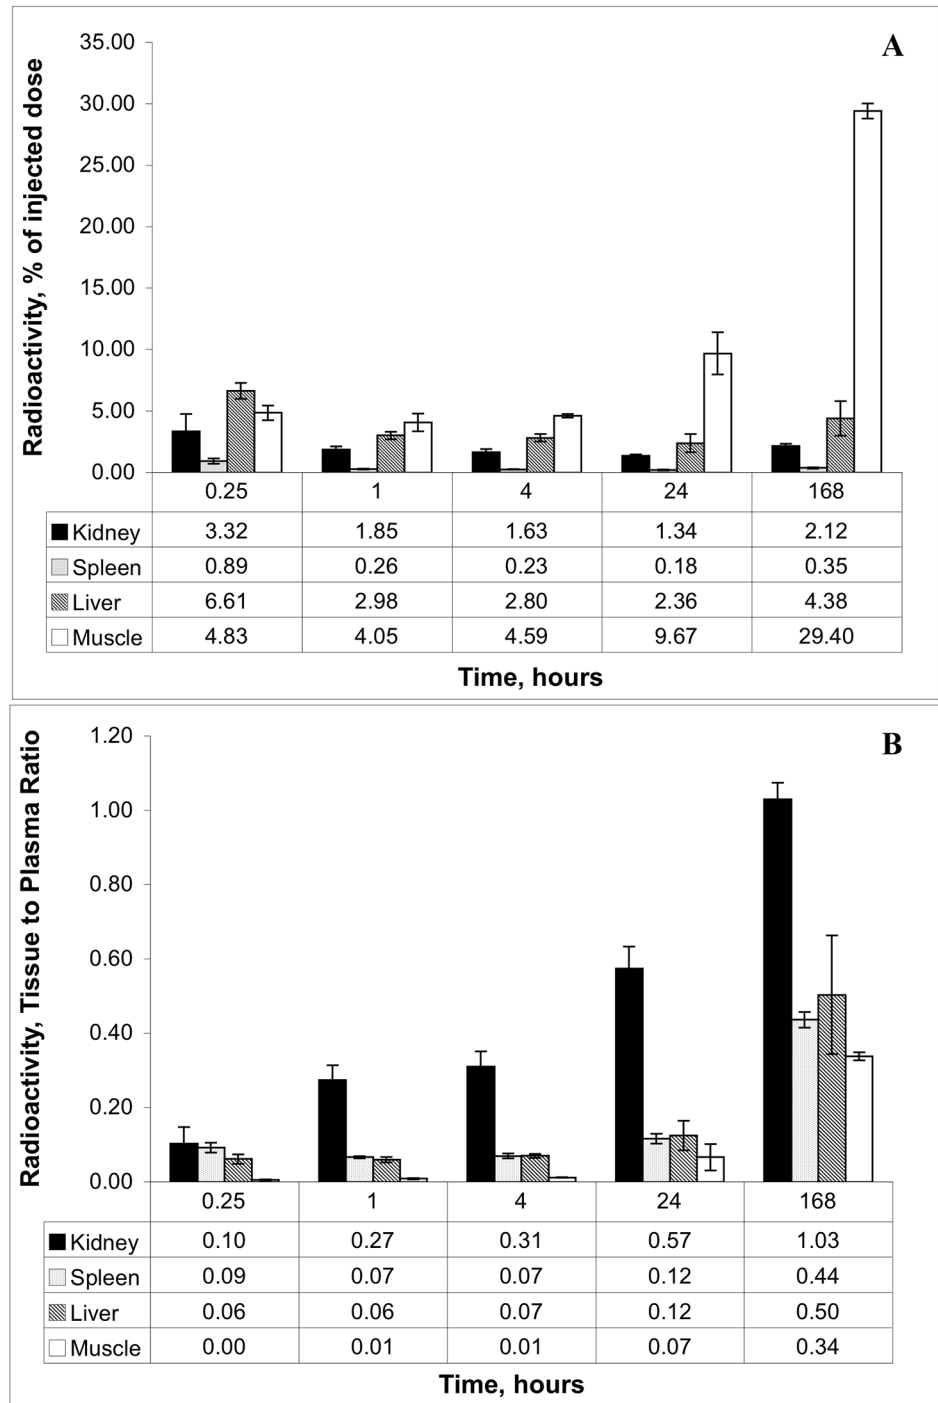 A
Radioactivity, % of injected dose
35.00
30.00
25.00
20.00
15.00
10.00
5.00
0.00
0.25 1 4 24 168
Kidney 3.32 1.85 1.63 1.34 2.12
Spleen 0.89 0.26 0.23 0.18 0.35
Liver 6.61 2.98 2.80 2.36 4.38
Muscle 4.83 4.05 4.59 9.67 29.40
Time, hours
B
Radioactivity, Tissue to Plasma Ratio
1.20
1.00
0.80
0.60
0.40
0.20
0.00
0.25 1 4 24 168
Kidney 0.10 0.27 0.31 0.57 1.03
Spleen 0.09 0.07 0.07 0.12 0.44
Liver 0.06 0.06 0.07 0.12 0.50
Muscle 0.00 0.01 0.01 0.07 0.34
Time, hours